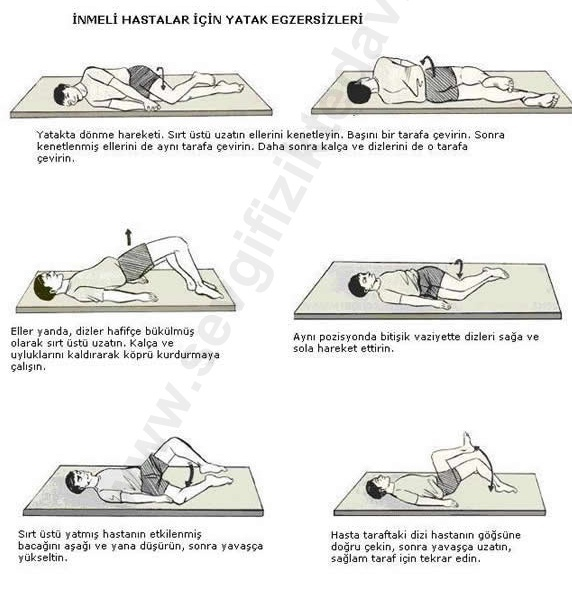 İNMELİ HASTALAR İÇİN YATAK EGZERSİZLERİ
Yatakta dönme hareketi. Sırt üstü uzatın ellerini kenetleyin. Başını bir tarafa çevirin. Sonra
kenetlenmiş ellerini de aynı tarafa çevirin. Daha sonra kalça ve dizlerini de o tarafa
çevirin.
Eller yanda, dizler hafifçe bükülmüş
olarak sırt üstü uzatın. Kalça ve
uyluklarını kaldırarak köprü kurdurmaya
çalışın.
Aynı pozisyonda bitişik vaziyette dizleri sağa ve
sola hareket ettirin.
Sırt üstü yatmış hastanın etkilenmiş
bacağını aşağı ve yana düşürün, sonra yavaşça
yükseltin.
Hasta taraftaki dizi hastanın göğsüne
doğru çekin, sonra yavaşça uzatın,
sağlam taraf için tekrar edin.